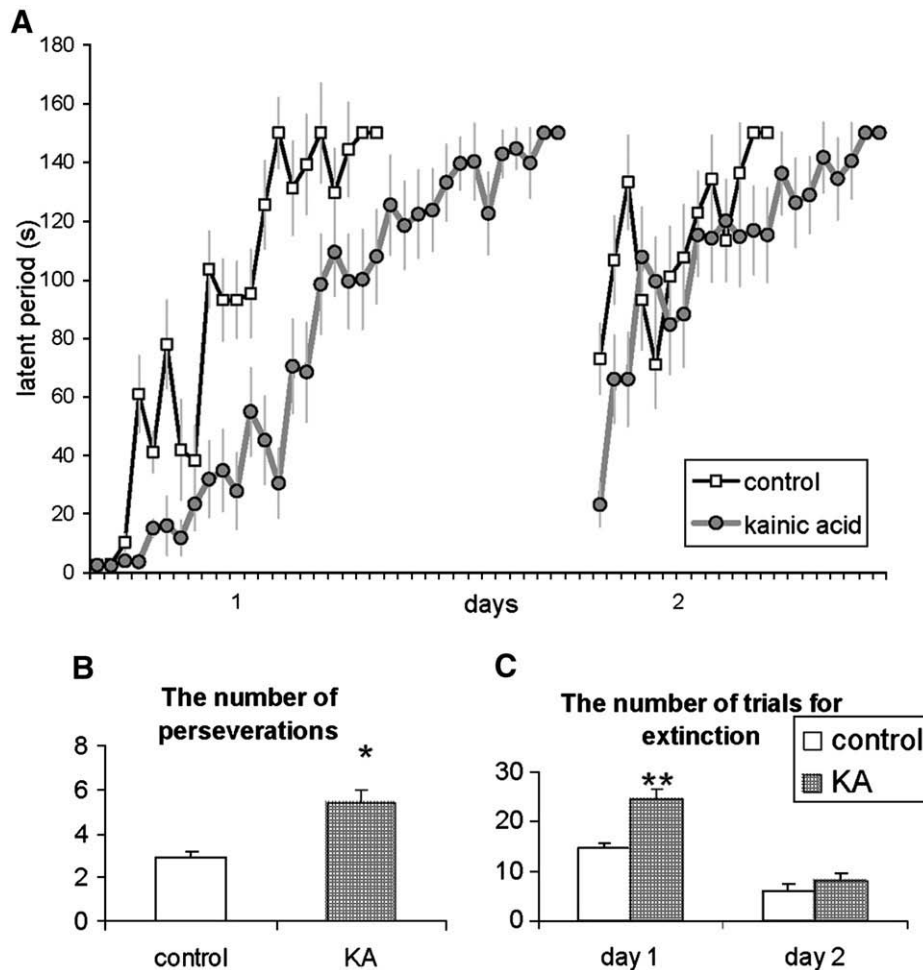 A
180
160
140
120
100
80
60
40
20
0
latent period (s)
control
kainic acid
1 days 2
B
The number of
perseverations
8
6
4
2
0
*
control KA
C
The number of trials for
extinction
control
KA
30
20
10
0
**
day 1 day 2